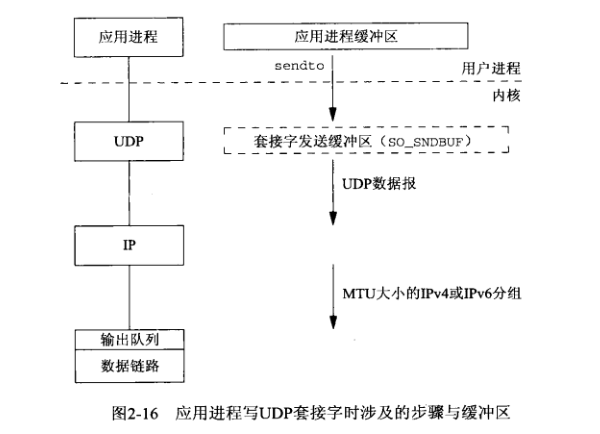 应用进程
应用进程缓冲区
sendto
用户进程
内核
UDP
套接字发送缓冲区（SO_SNDBUF）
UDP数据报
IP
MTU大小的IPv4或IPv6分组
输出队列
数据链路
图2-16 应用进程写UDP套接字时涉及的步骤与缓冲区